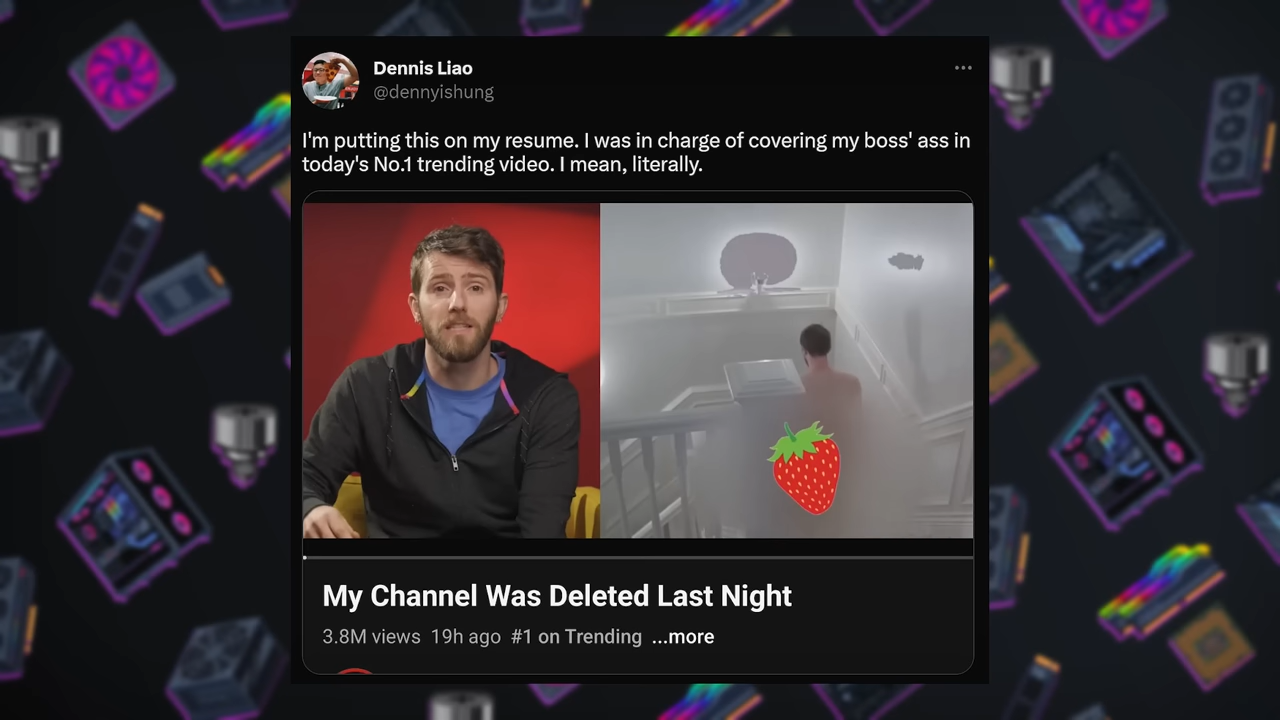 Dennis Liao
@dennyishung
I'm putting this on my resume. I was in charge of covering my boss' ass in
today's No.1 trending video. I mean, literally.
My Channel Was Deleted Last Night
3.8M views 19h ago #1 on Trending ...more